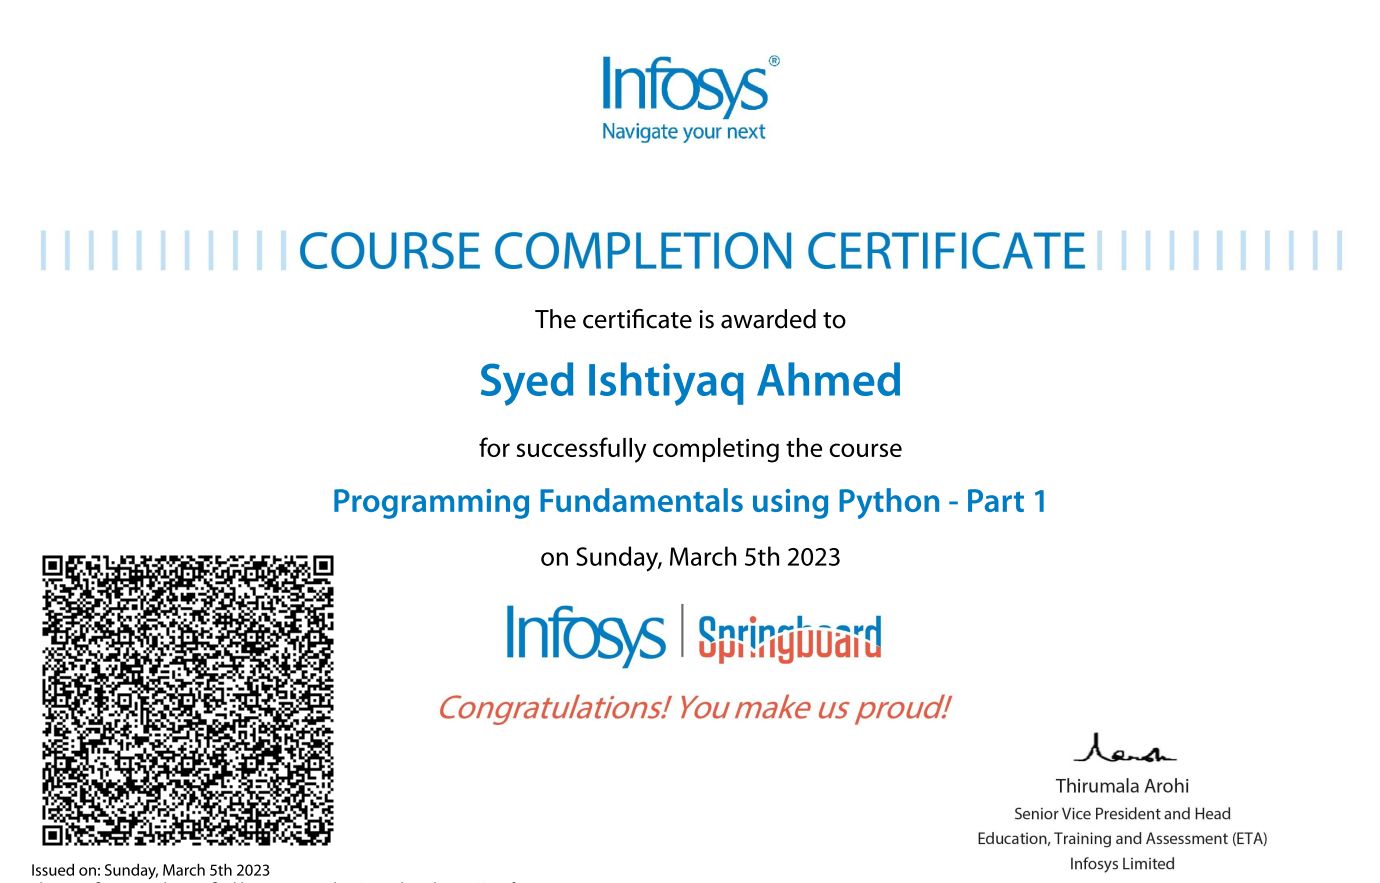 Infosys®
Navigate your next
COURSE COMPLETION CERTIFICATE
The certificate is awarded to
Syed Ishtiyaq Ahmed
for successfully completing the course
Programming Fundamentals using Python - Part 1
on Sunday, March 5th 2023
Infosys | Springboard
Congratulations! You make us proud!
Thirumala Arohi
Senior Vice President and Head
Education, Training and Assessment (ETA)
Infosys Limited
Issued on: Sunday, March 5th 2023